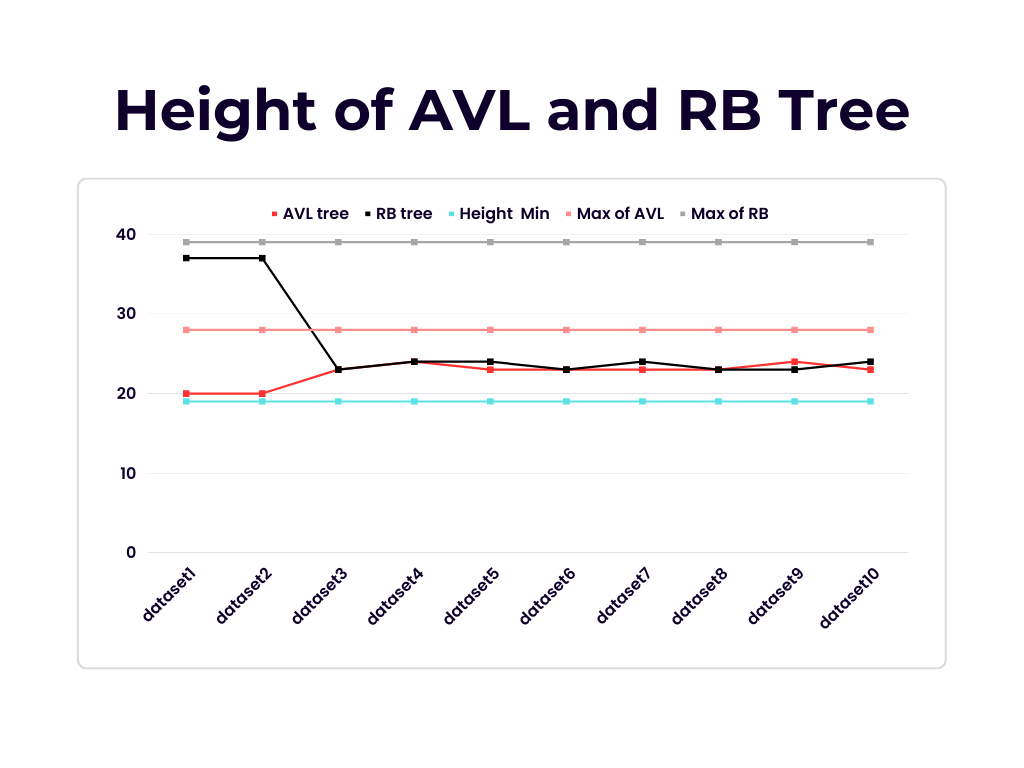 Height of AVL and RB Tree
AVL tree RB tree Height Min Max of AVL Max of RB
40
30
20
10
0
dataset1 dataset2 dataset3 dataset4 dataset5 dataset6 dataset7 dataset8 dataset9 dataset10